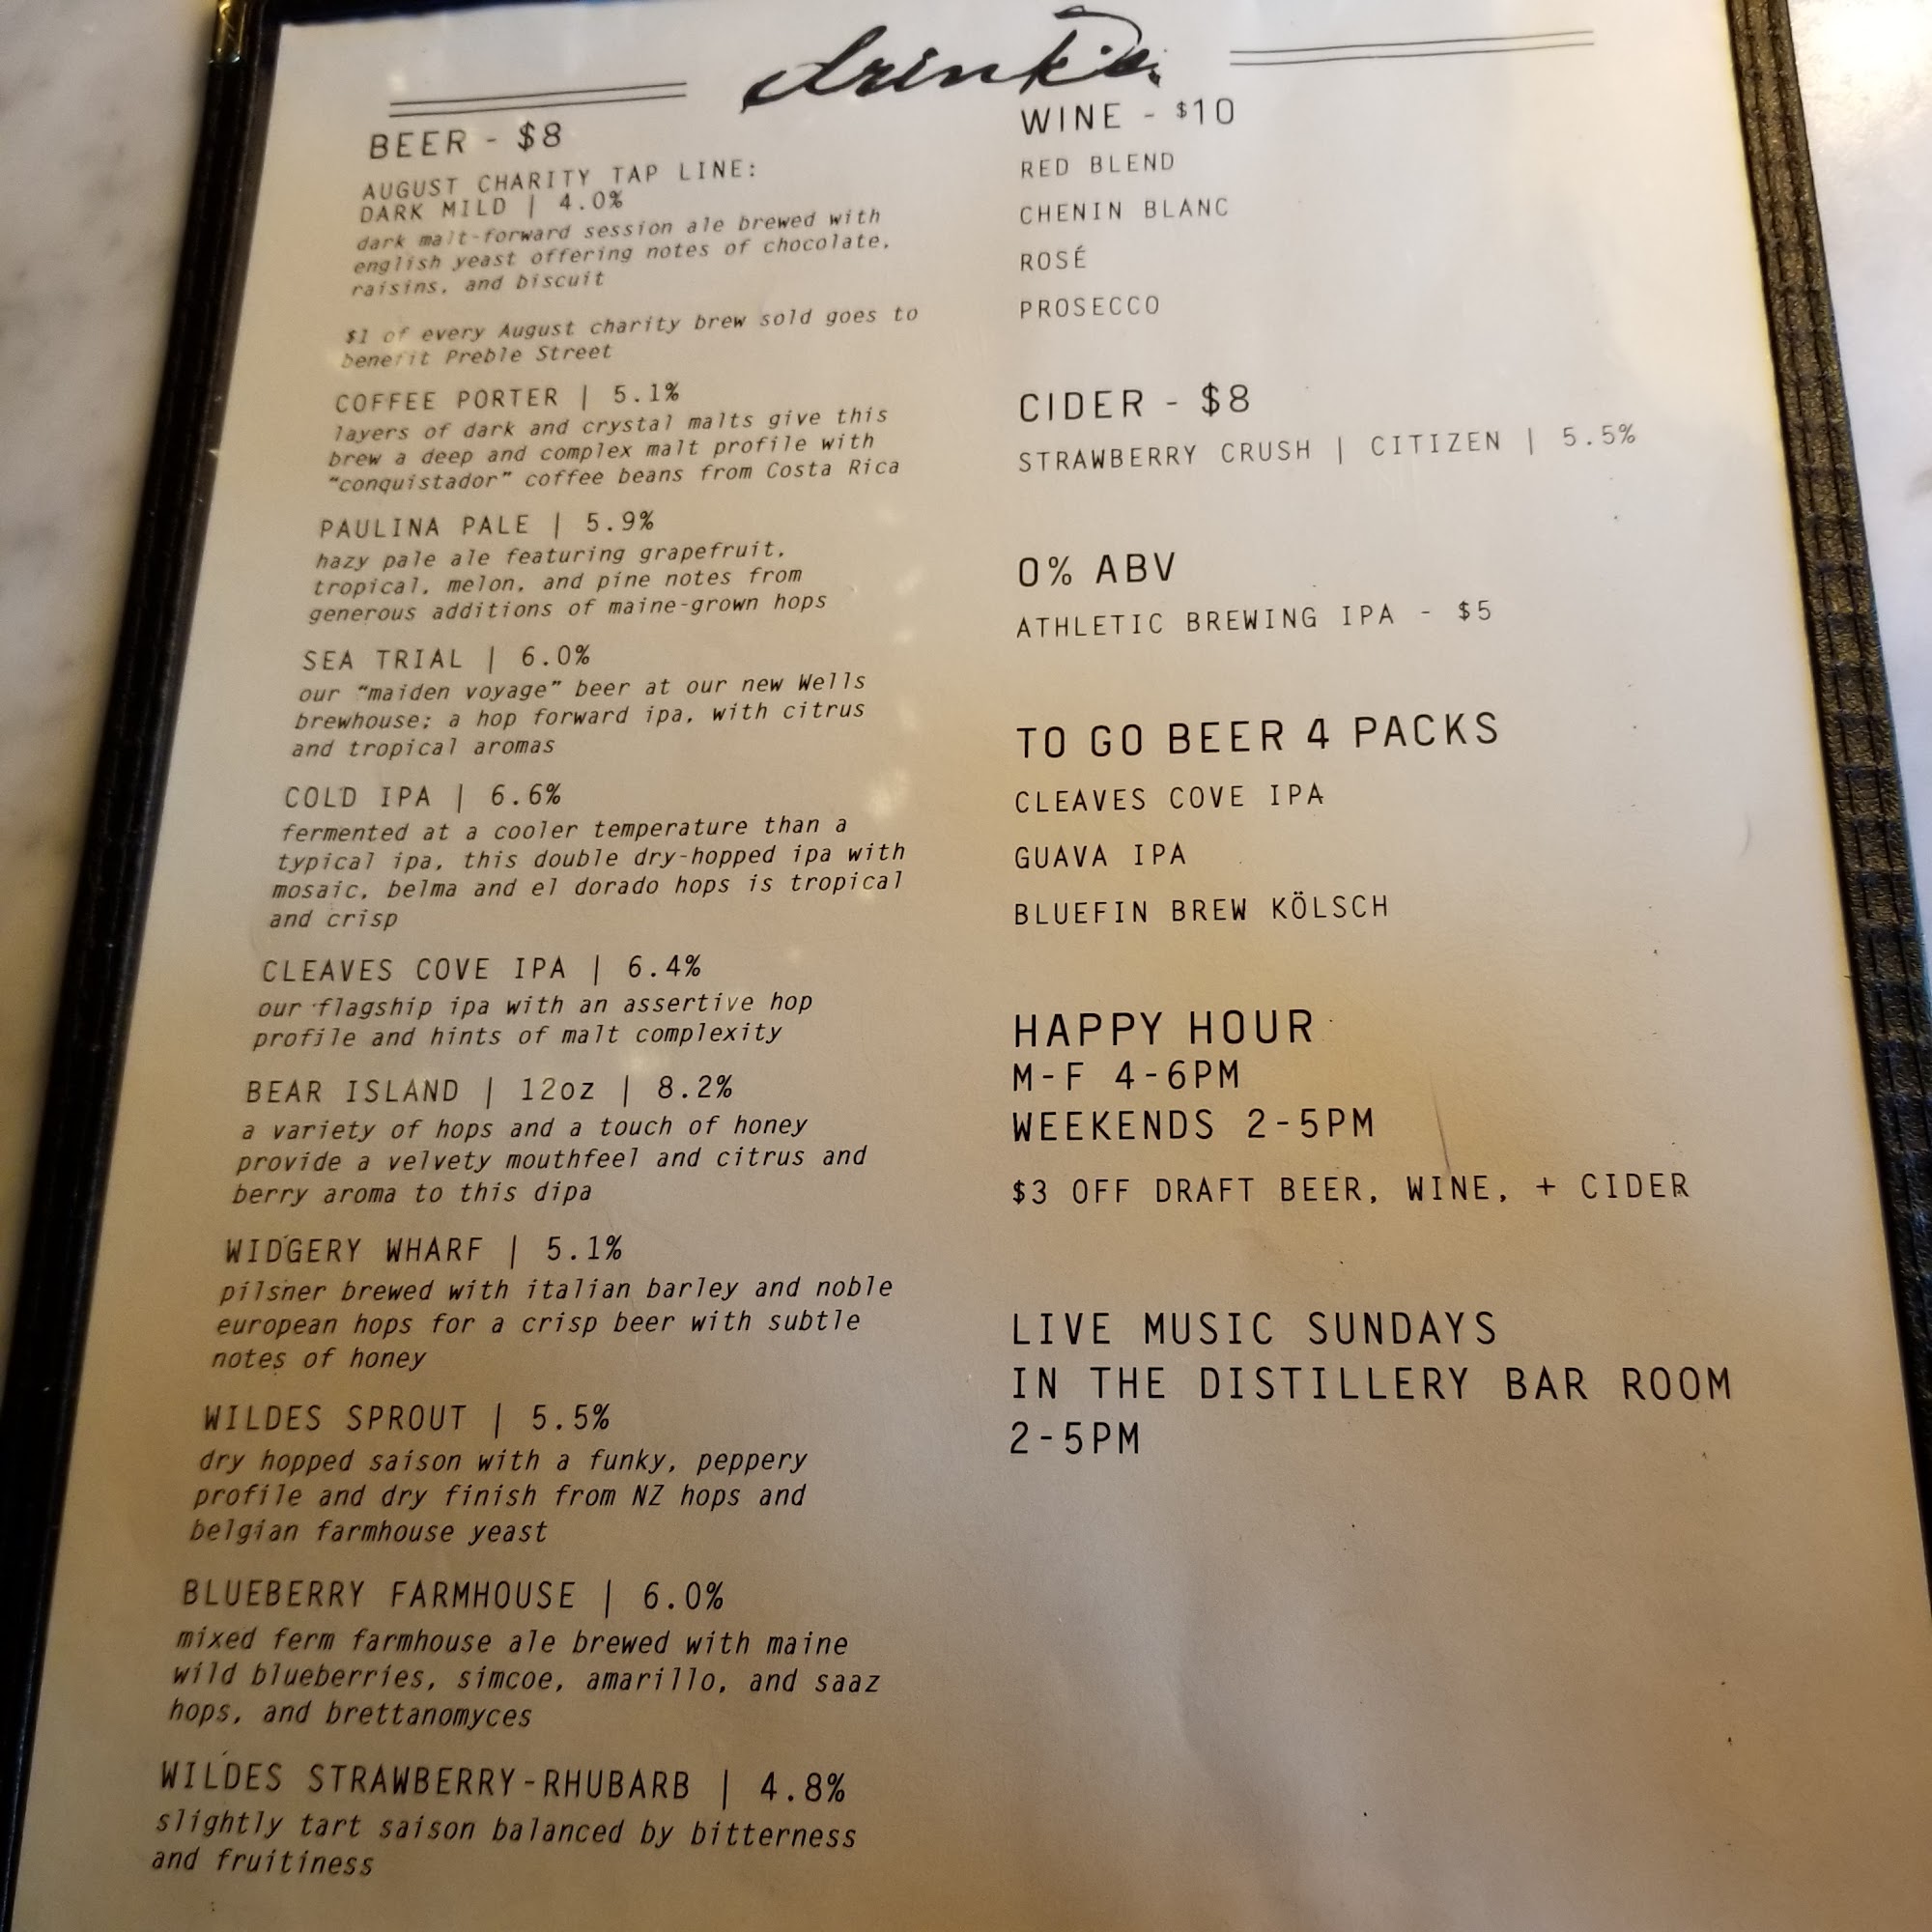 drinks
BEER - $8
AUGUST CHARITY TAP LINE:
DARK MILD | 4.0%
dark malt-forward session ale brewed with
english yeast offering notes of chocolate,
raisins, and biscuit
$1 of every August charity brew sold goes to
benefit Preble Street
COFFEE PORTER | 5.1%
layers of dark and crystal malts give this
brew a deep and complex malt profile with
“conquistador” coffee beans from Costa Rica
PAULINA PALE | 5.9%
hazy pale ale featuring grapefruit,
tropical, melon, and pine notes from
generous additions of maine-grown hops
SEA TRIAL | 6.0%
our “maiden voyage” beer at our new Wells
brewhouse; a hop forward ipa, with citrus
and tropical aromas
COLD IPA | 6.6%
fermented at a cooler temperature than a
typical ipa, this double dry-hopped ipa with
mosaic, belma and el dorado hops is tropical
and crisp
CLEAVES COVE IPA | 6.4%
our flagship ipa with an assertive hop
profile and hints of malt complexity
BEAR ISLAND | 12oz | 8.2%
a variety of hops and a touch of honey
provide a velvety mouthfeel and citrus and
berry aroma to this dipa
WIDGERY WHARF | 5.1%
pilsner brewed with italian barley and noble
european hops for a crisp beer with subtle
notes of honey
WILDES SPROUT | 5.5%
dry hopped saison with a funky, peppery
profile and dry finish from NZ hops and
belgian farmhouse yeast
BLUEBERRY FARMHOUSE | 6.0%
mixed ferm farmhouse ale brewed with maine
wild blueberries, simcoe, amarillo, and saaz
hops, and brettanomyces
WILDES STRAWBERRY-RHUBARB | 4.8%
slightly tart saison balanced by bitterness
and fruitiness
WINE - $10
RED BLEND
CHENIN BLANC
ROSÉ
PROSECCO
CIDER - $8
STRAWBERRY CRUSH | CITIZEN | 5.5%
0% ABV
ATHLETIC BREWING IPA - $5
TO GO BEER 4 PACKS
CLEAVES COVE IPA
GUAVA IPA
BLUEFIN BREW KÖLSCH
HAPPY HOUR
M-F 4-6PM
WEEKENDS 2-5PM
$3 OFF DRAFT BEER, WINE, + CIDER
LIVE MUSIC SUNDAYS
IN THE DISTILLERY BAR ROOM
2-5PM